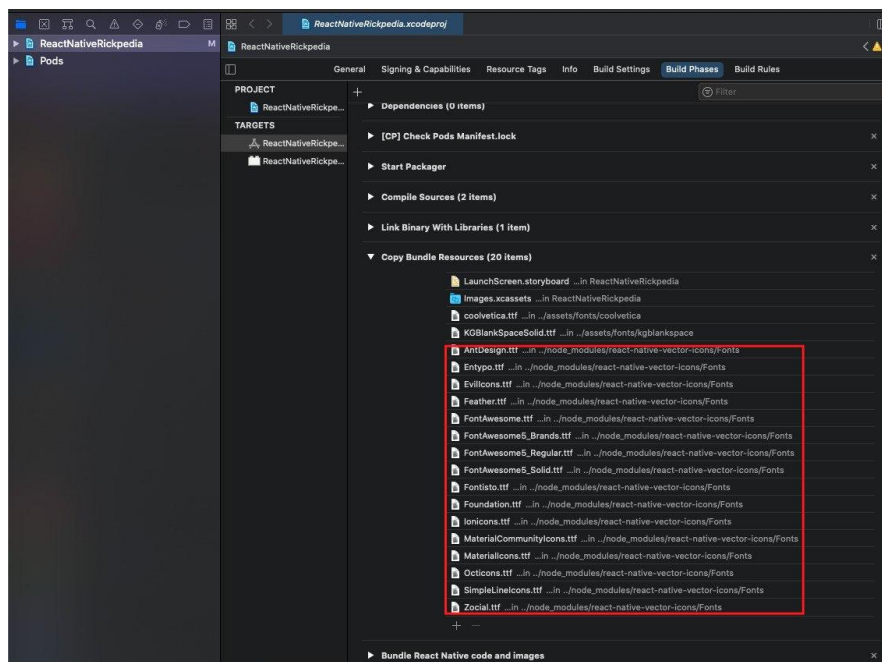 ReactNativeRickpedia.xcodeproj
ReactNativeRickpedia M
Pods
ReactNativeRickpedia
General Signing & Capabilities Resource Tags Info Build Settings Build Phases Build Rules
PROJECT
ReactNativeRickpe...
TARGETS
ReactNativeRickpe...
ReactNativeRickpe...
Filter
Dependencies (0 items)
[CP] Check Pods Manifest.lock
Start Packager
Compile Sources (2 items)
Link Binary With Libraries (1 item)
Copy Bundle Resources (20 items)
LaunchScreen.storyboard ...in ReactNativeRickpedia
Images.xcassets ...in ReactNativeRickpedia
coolvetica.ttf ...in ../assets/fonts/coolvetica
KGBlankSpaceSolid.ttf ...in ../assets/fonts/kgblankspace
AntDesign.ttf ...in ../node_modules/react-native-vector-icons/Fonts
Entypo.ttf ...in ../node_modules/react-native-vector-icons/Fonts
EvilIcons.ttf ...in ../node_modules/react-native-vector-icons/Fonts
Feather.ttf ...in ../node_modules/react-native-vector-icons/Fonts
FontAwesome.ttf ...in ../node_modules/react-native-vector-icons/Fonts
FontAwesome5_Brands.ttf ...in ../node_modules/react-native-vector-icons/Fonts
FontAwesome5_Regular.ttf ...in ../node_modules/react-native-vector-icons/Fonts
FontAwesome5_Solid.ttf ...in ../node_modules/react-native-vector-icons/Fonts
Fontisto.ttf ...in ../node_modules/react-native-vector-icons/Fonts
Foundation.ttf ...in ../node_modules/react-native-vector-icons/Fonts
Ionicons.ttf ...in ../node_modules/react-native-vector-icons/Fonts
MaterialCommunityIcons.ttf ...in ../node_modules/react-native-vector-icons/Fonts
MaterialIcons.ttf ...in ../node_modules/react-native-vector-icons/Fonts
Octicons.ttf ...in ../node_modules/react-native-vector-icons/Fonts
SimpleLineIcons.ttf ...in ../node_modules/react-native-vector-icons/Fonts
Zocial.ttf ...in ../node_modules/react-native-vector-icons/Fonts
Bundle React Native code and images